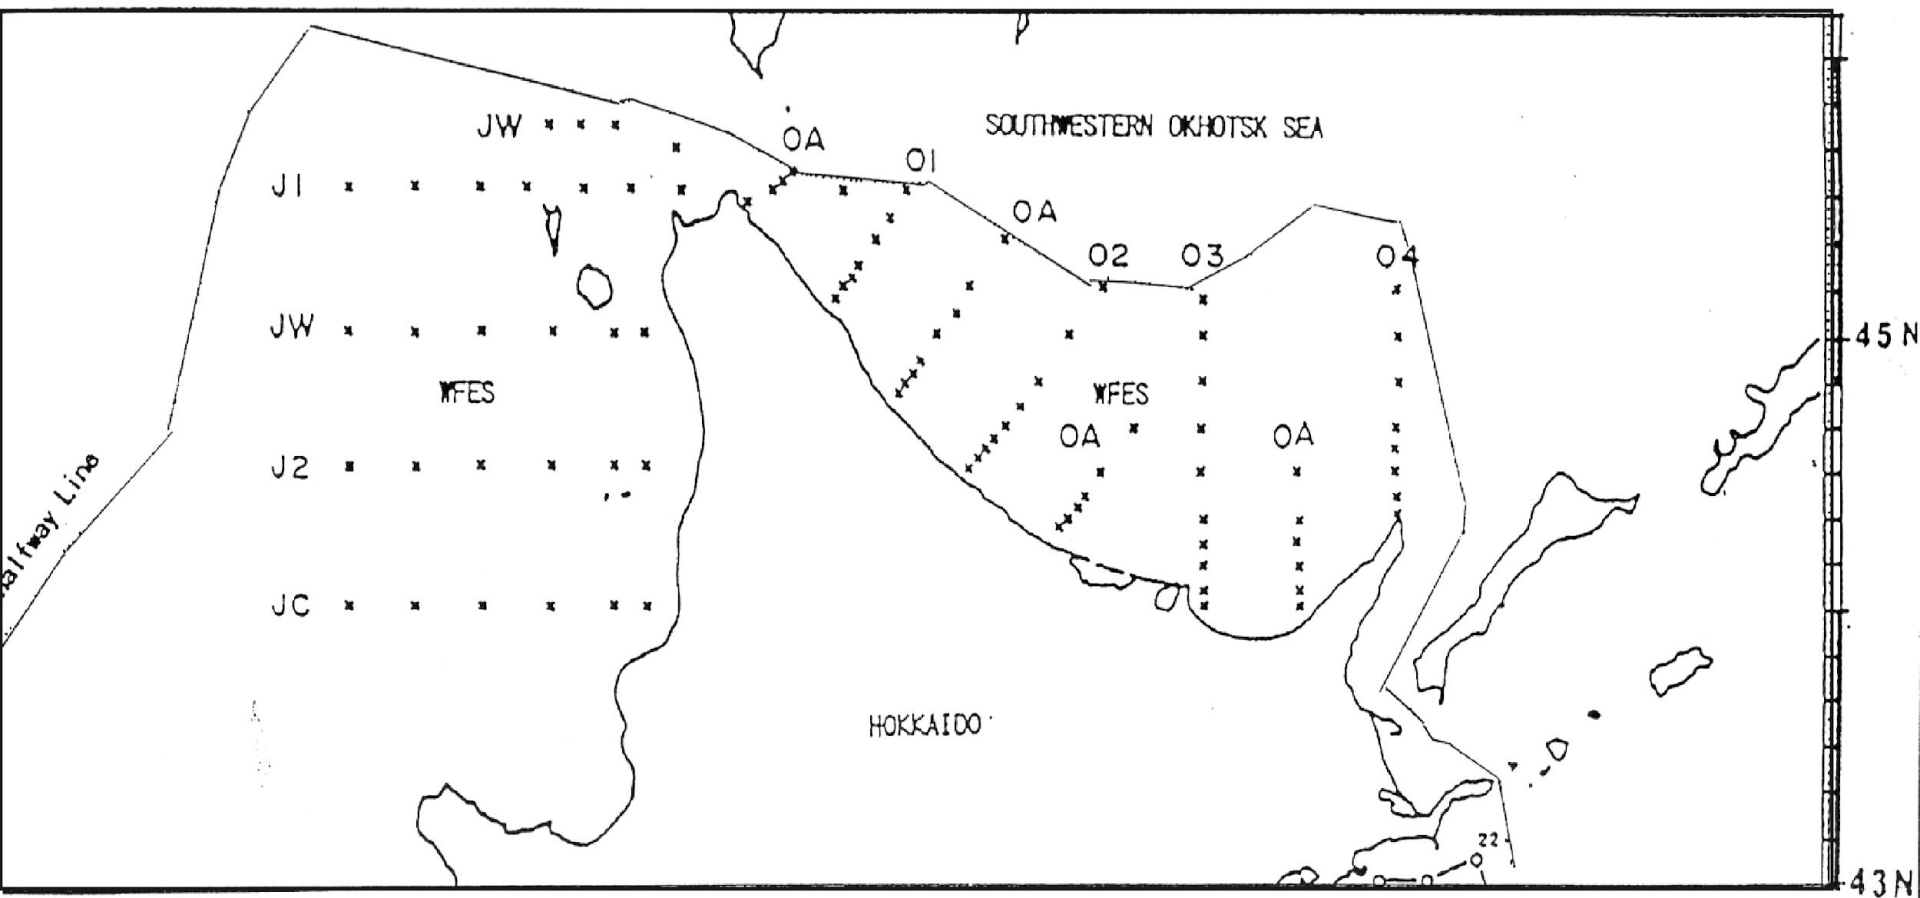 SOUTHWESTERN OKHOTSK SEA
JW
OA
O1
J1
OA
O2
O3
O4
JW
45N
WFES
WFES
OA
OA
J2
alfway Line
JC
HOKKAIDO
22
43N